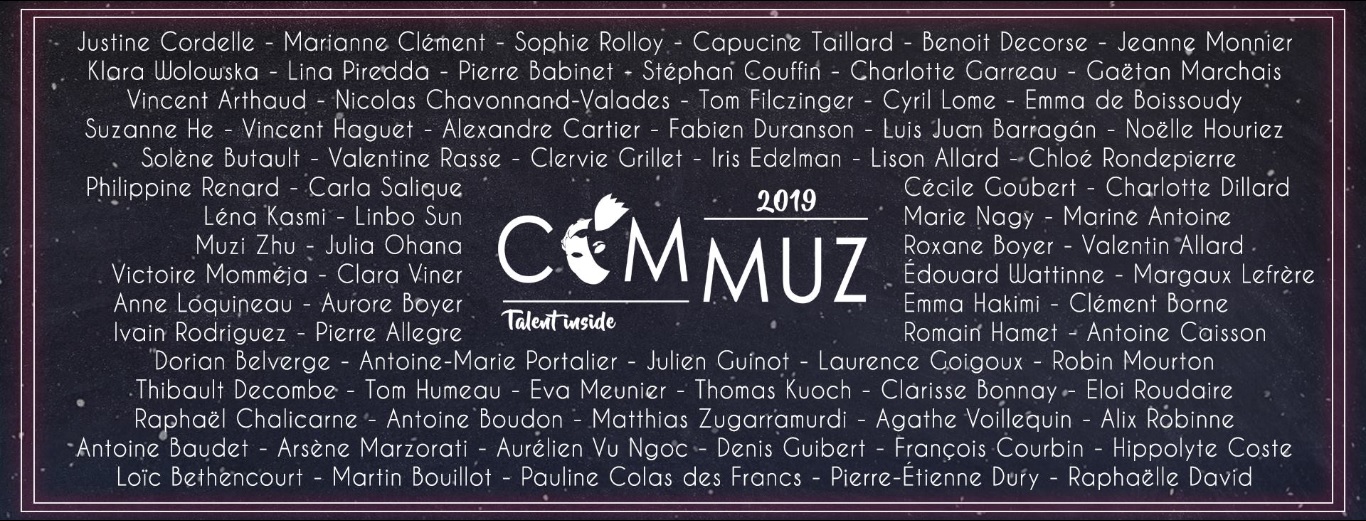 Justine Cordelle - Marianne Clément - Sophie Rolloy - Capucine Taillard - Benoit Decorse - Jeanne Monnier
Klara Wolowska - Lina Piredda - Pierre Babinet - Stéphan Couffin - Charlotte Garreau - Gaëtan Marchais
Vincent Arthaud - Nicolas Chavonnand-Valades - Tom Filczinger - Cyril Lome - Emma de Boissoudy
Suzanne He - Vincent Haguet - Alexandre Cartier - Fabien Duranson - Luis Juan Barragán - Noëlle Houriez
Solène Butault - Valentine Rasse - Clervie Grillet - Iris Edelman - Lison Allard - Chloé Rondepierre
Philippine Renard - Carla Salique
Léna Kasmi - Linbo Sun
Muzi Zhu - Julia Ohana
Victoire Momméja - Clara Viner
Anne Loquineau - Aurore Boyer
Ivain Rodriguez - Pierre Allegre
2019
COMMUZ
Talent inside
Cécile Goubert - Charlotte Dillard
Marie Nagy - Marine Antoine
Roxane Boyer - Valentin Allard
Édouard Wattinne - Margaux Lefrère
Emma Hakimi - Clément Borne
Romain Hamet - Antoine Caisson
Dorian Belverge - Antoine-Marie Portalier - Julien Guinot - Laurence Goigoux - Robin Mourton
Thibault Decombe - Tom Humeau - Eva Meunier - Thomas Kuoch - Clarisse Bonnay - Eloi Roudaire
Raphaël Chalicarne - Antoine Boudon - Matthias Zugarramurdi - Agathe Voillequin - Alix Robinne
Antoine Baudet - Arsène Marzorati - Aurélien Vu Ngoc - Denis Guibert - François Courbin - Hippolyte Coste
Loïc Bethencourt - Martin Bouillot - Pauline Colas des Francs - Pierre-Étienne Dury - Raphaëlle David